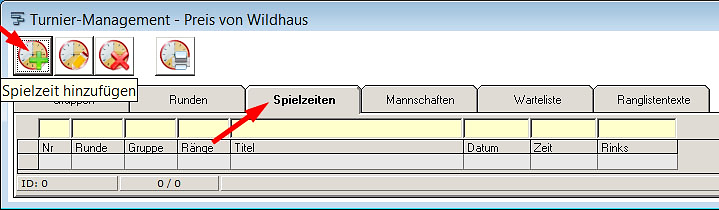 Turnier-Management - Preis von Wildhaus
Spielzeit hinzufügen
Gruppen Runden Spielzeiten Mannschaften Warteliste Ranglistentexte
Nr Runde Gruppe Ränge Titel Datum Zeit Rinks
ID: 0 0 / 0